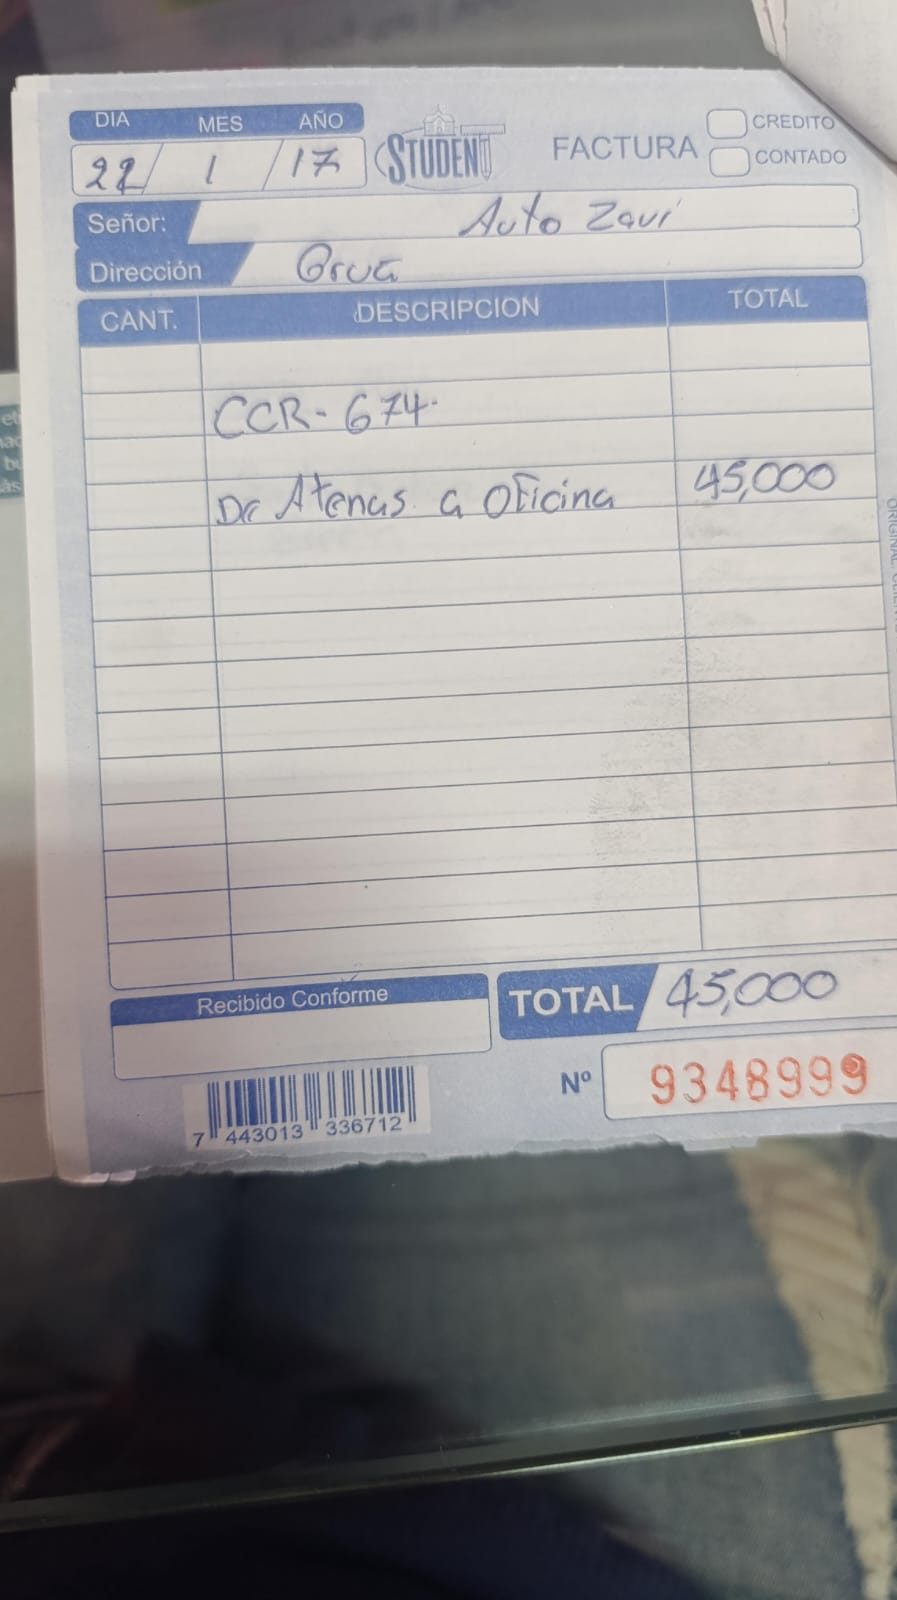 DIA MES AÑO
22/ 1 /17
STUDENT
FACTURA
CREDITO
CONTADO
Señor: Auto Zavi
Dirección Grua
CANT. DESCRIPCION TOTAL
CCR- 674.
De Atenas a Oficina 45,000
Recibido Conforme
TOTAL 45,000
Nº 9348999
7 443013 336712